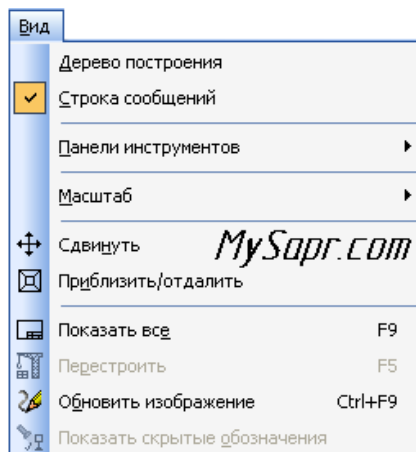 Вид
Дерево построения
Строка сообщений
Панели инструментов
Масштаб
Сдвинуть
MySapr.com
Приблизить/отдалить
Показать все F9
Перестроить F5
Обновить изображение Ctrl+F9
Показать скрытые обозначения